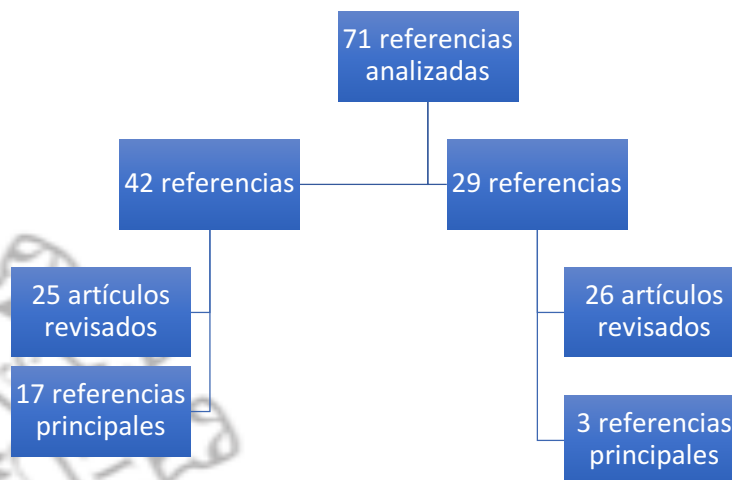 71 referencias
analizadas
42 referencias
29 referencias
25 artículos
revisados
26 artículos
revisados
17 referencias
principales
3 referencias
principales